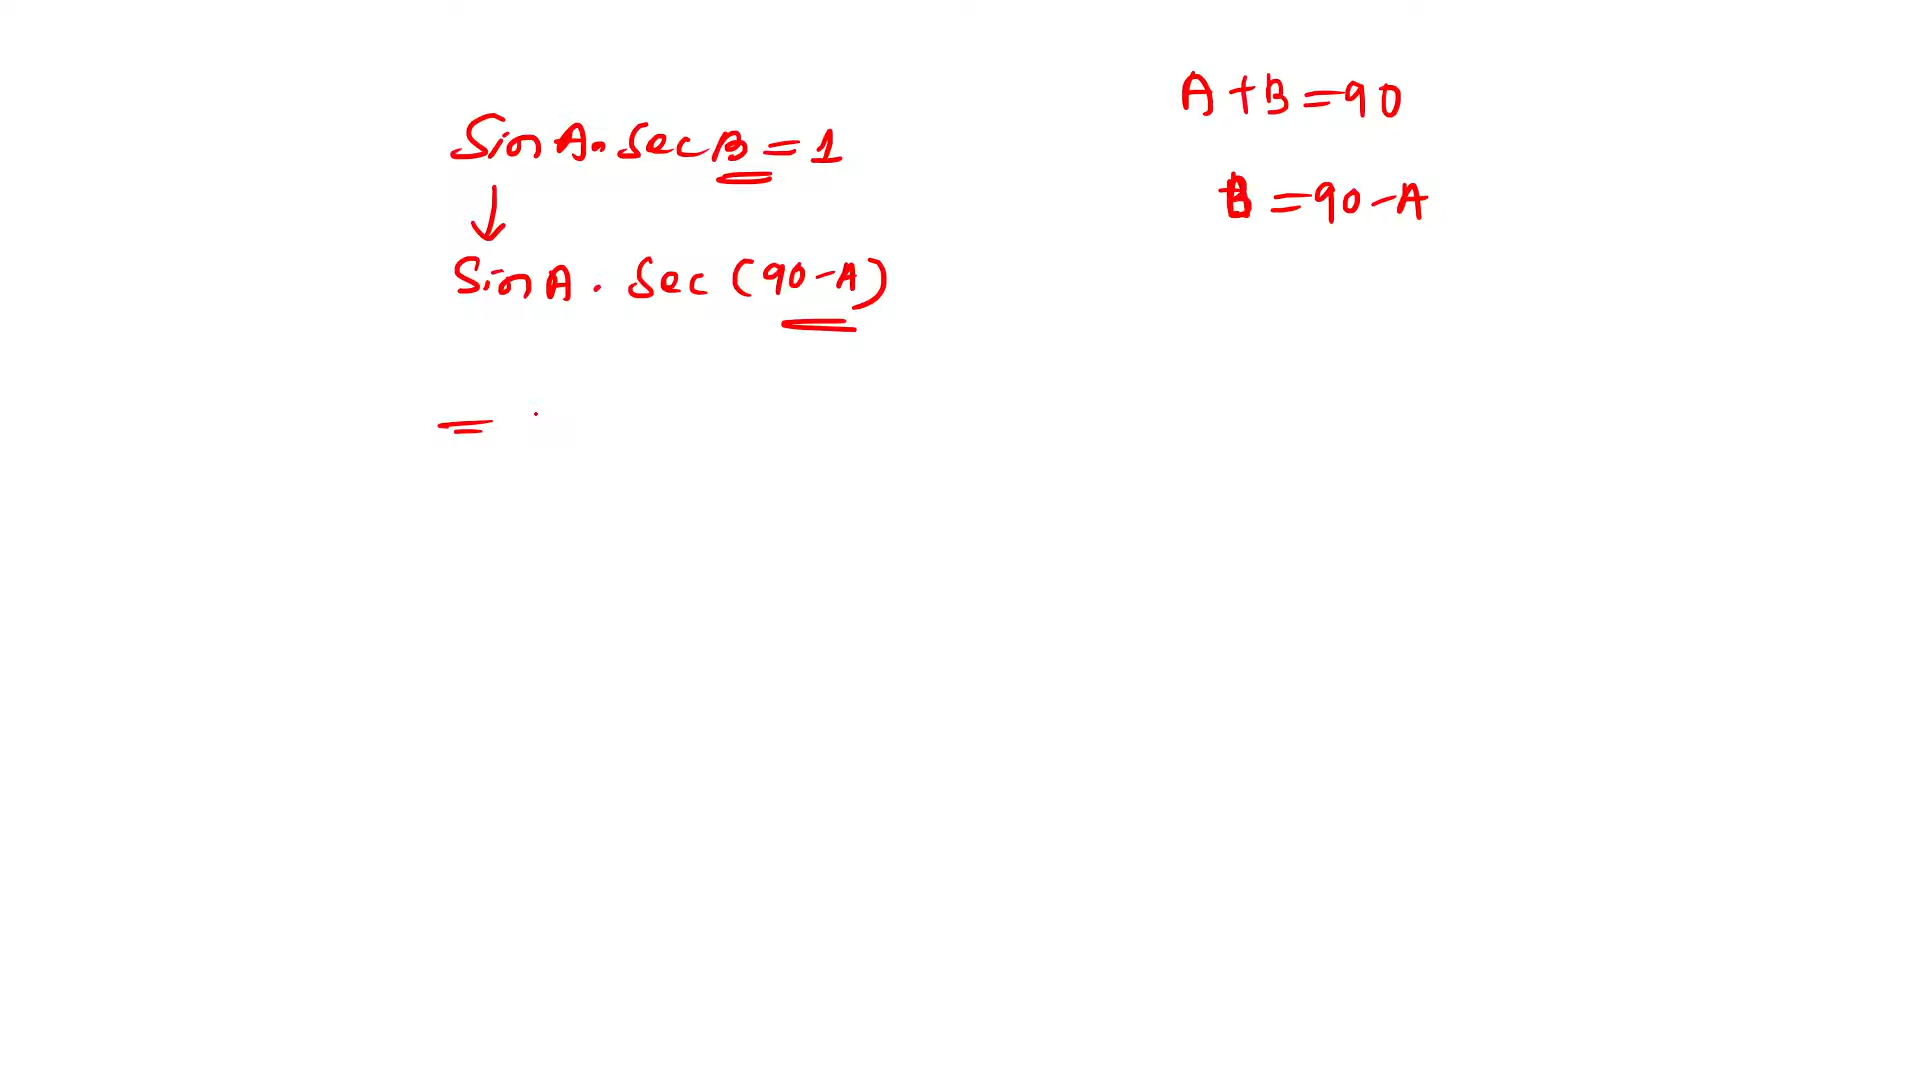 Sin A . Sec B = 1
A + B = 90
B = 90 - A
Sin A . Sec (90 - A)
=